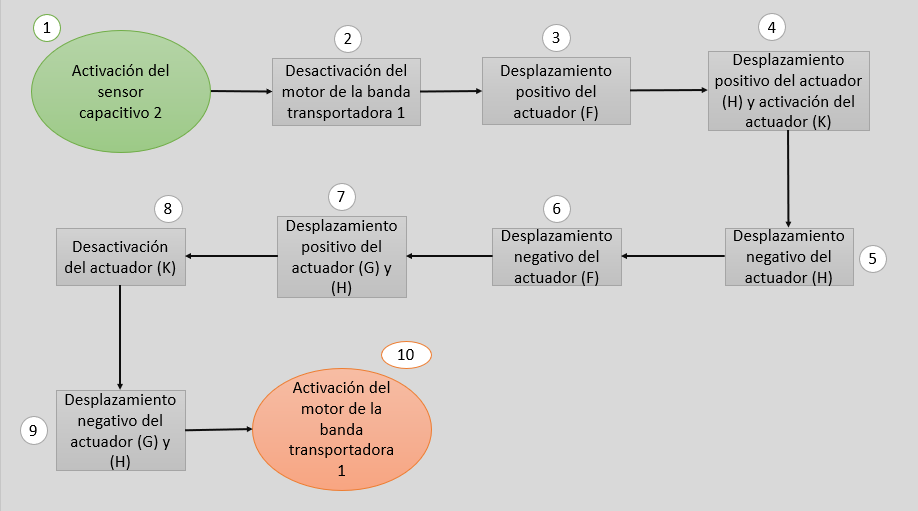 1
Activación del
sensor
capacitivo 2
2
Desactivación del
motor de la banda
transportadora 1
3
Desplazamiento
positivo del
actuador (F)
4
Desplazamiento
positivo del actuador
(H) y activación del
actuador (K)
5
Desplazamiento
negativo del
actuador (H)
6
Desplazamiento
negativo del
actuador (F)
7
Desplazamiento
positivo del
actuador (G) y
(H)
8
Desactivación
del actuador (K)
9
Desplazamiento
negativo del
actuador (G) y
(H)
10
Activación del
motor de la
banda
transportadora
1